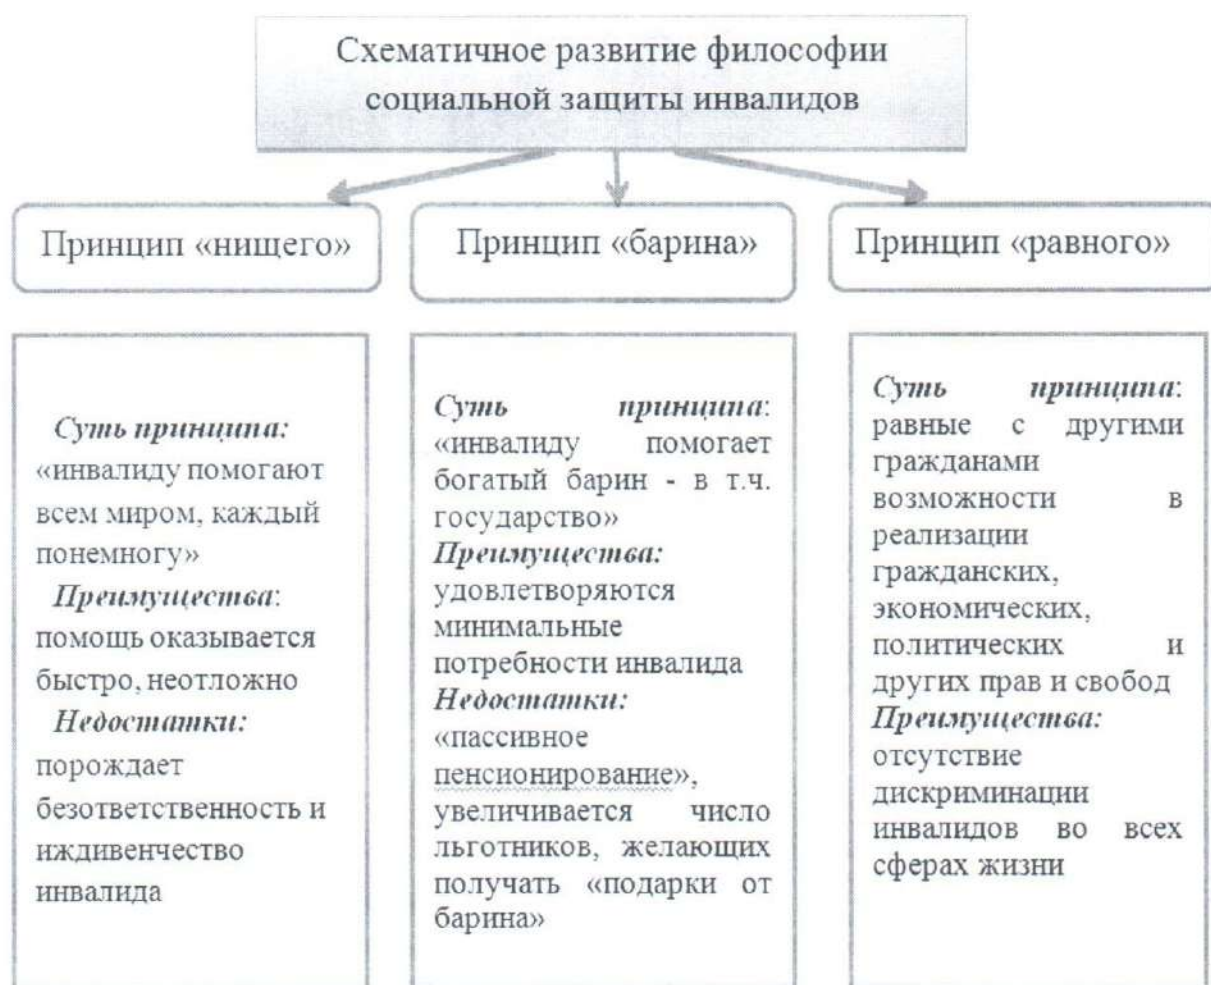 Схематичное развитие философии
социальной защиты инвалидов
Принцип «нищего»
Принцип «барина»
Принцип «равного»
Суть принципа:
«инвалиду помогают
всем миром, каждый
понемногу»
Преимущества:
помощь оказывается
быстро, неотложно
Недостатки:
порождает
безответственность и
иждивенчество
инвалида
Суть принципа:
«инвалиду помогает
богатый барин - в т.ч.
государство»
Преимущества:
удовлетворяются
минимальные
потребности инвалида
Недостатки:
«пассивное
пенсионирование»,
увеличивается число
льготников, желающих
получать «подарки от
барина»
Суть принципа:
равные с другими
гражданами
возможности в
реализации
гражданских,
экономических,
политических и
других прав и свобод
Преимущества:
отсутствие
дискриминации
инвалидов во всех
сферах жизни